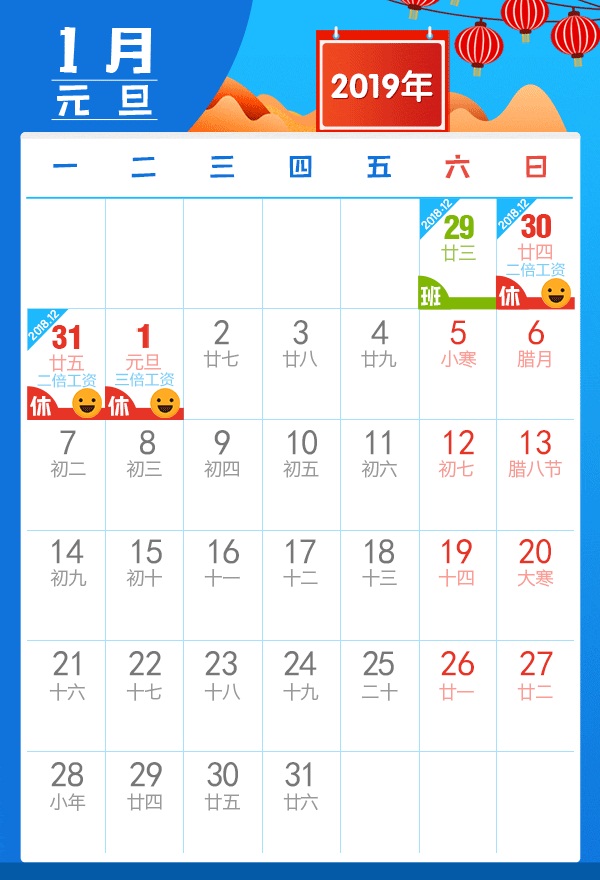 1月
元旦
2019年
一 二 三 四 五 六 日
2018.12 2018.12
29 30
廿三 廿四
二倍工资
班 休
2018.12
31 1 2 3 4 5 6
廿五 元旦 廿七 廿八 廿九 小寒 腊月
二倍工资 三倍工资
休 休
7 8 9 10 11 12 13
初二 初三 初四 初五 初六 初七 腊八节
14 15 16 17 18 19 20
初九 初十 十一 十二 十三 十四 大寒
21 22 23 24 25 26 27
十六 十七 十八 十九 二十 廿一 廿二
28 29 30 31
小年 廿四 廿五 廿六